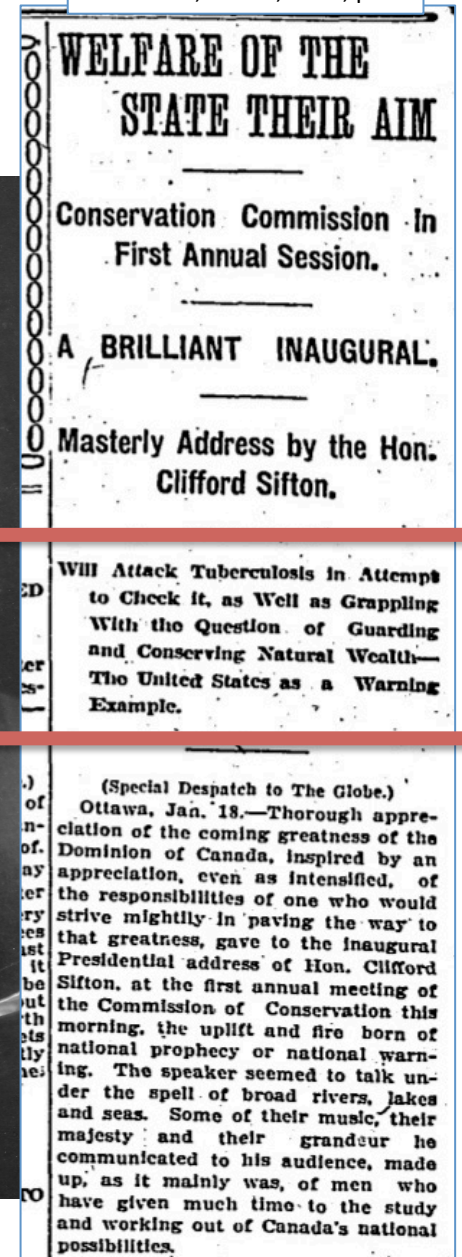 WELFARE OF THE
STATE THEIR AIM
Conservation Commission In
First Annual Session.
A BRILLIANT INAUGURAL.
Masterly Address by the Hon.
Clifford Sifton.
Will Attack Tuberculosis in Attempt
to Check it, as Well as Grappling
With the Question of Guarding
and Conserving Natural Wealth—
The United States as a Warning
Example.
(Special Despatch to The Globe.)
Ottawa, Jan. 18.—Thorough appre-
ciation of the coming greatness of the
Dominion of Canada, inspired by an
appreciation, even as intensified, of
the responsibilities of one who would
strive mightily in paving the way to
that greatness, gave to the inaugural
Presidential address of Hon. Clifford
Sifton, at the first annual meeting of
the Commission of Conservation this
morning, the uplift and fire born of
national prophecy or national warn-
ing. The speaker seemed to talk un-
der the spell of broad rivers, lakes
and seas. Some of their music, their
majesty and their grandeur he
communicated to his audience, made
up, as it mainly was, of men who
have given much time to the study
and working out of Canada's national
possibilities.